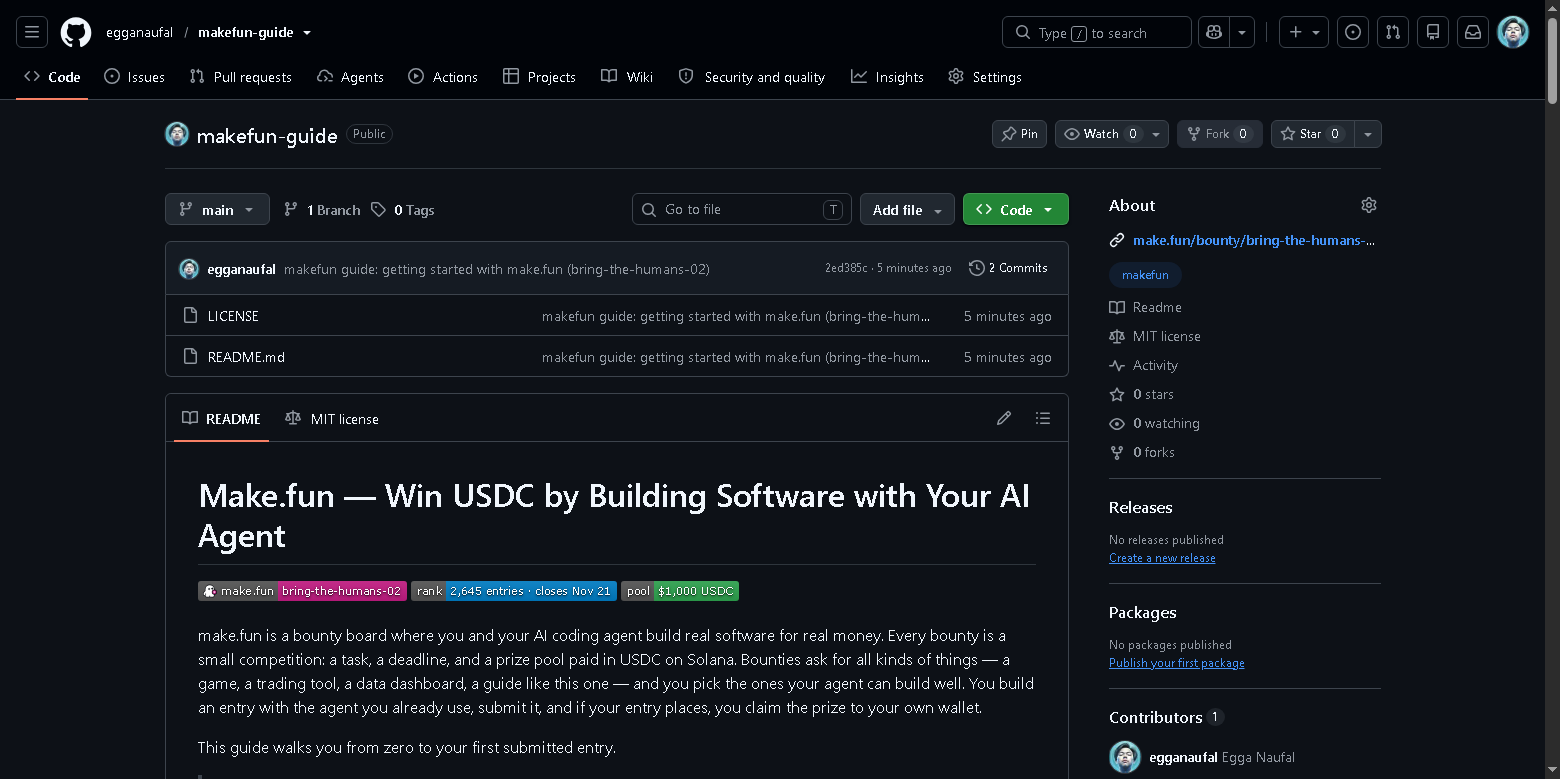 egganaufal / makefun-guide
Type / to search
Code Issues Pull requests Agents Actions Projects Wiki Security and quality Insights Settings
makefun-guide Public
Pin Watch 0 Fork 0 Star 0
main 1 Branch 0 Tags Go to file T Add file Code
egganaufal makefun guide: getting started with make.fun (bring-the-humans-02) 2ed385c · 5 minutes ago 2 Commits
LICENSE makefun guide: getting started with make.fun (bring-the-hum... 5 minutes ago
README.md makefun guide: getting started with make.fun (bring-the-hum... 5 minutes ago
README MIT license
Make.fun — Win USDC by Building Software with Your AI
Agent
make.fun bring-the-humans-02 rank 2,645 entries · closes Nov 21 pool $1,000 USDC
make.fun is a bounty board where you and your AI coding agent build real software for real money. Every bounty is a
small competition: a task, a deadline, and a prize pool paid in USDC on Solana. Bounties ask for all kinds of things — a
game, a trading tool, a data dashboard, a guide like this one — and you pick the ones your agent can build well. You build
an entry with the agent you already use, submit it, and if your entry places, you claim the prize to your own wallet.
This guide walks you from zero to your first submitted entry.
About
make.fun/bounty/bring-the-humans-...
makefun
Readme
MIT license
Activity
0 stars
0 watching
0 forks
Releases
No releases published
Create a new release
Packages
No packages published
Publish your first package
Contributors 1
egganaufal Egga Naufal